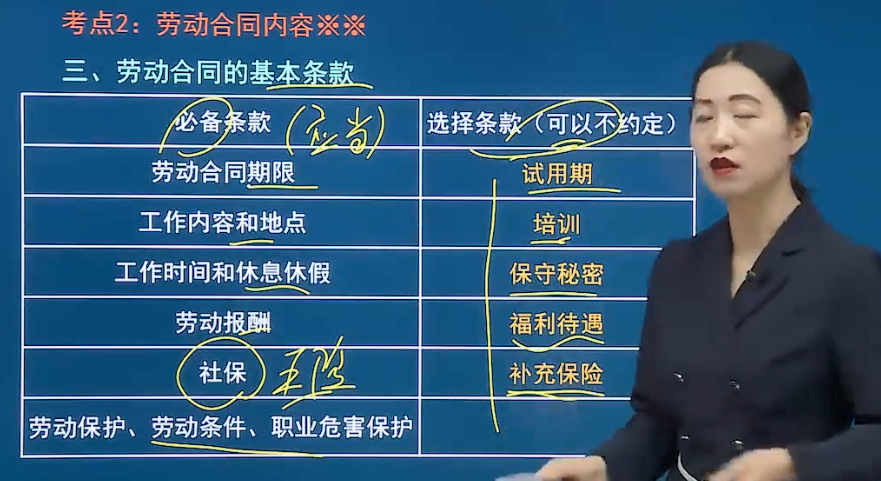 考点2：劳动合同内容※※
三、劳动合同的基本条款
必备条款（应当） 选择条款（可以不约定）
劳动合同期限 试用期
工作内容和地点 培训
工作时间和休息休假 保守秘密
劳动报酬 福利待遇
社保 五险 补充保险
劳动保护、劳动条件、职业危害保护